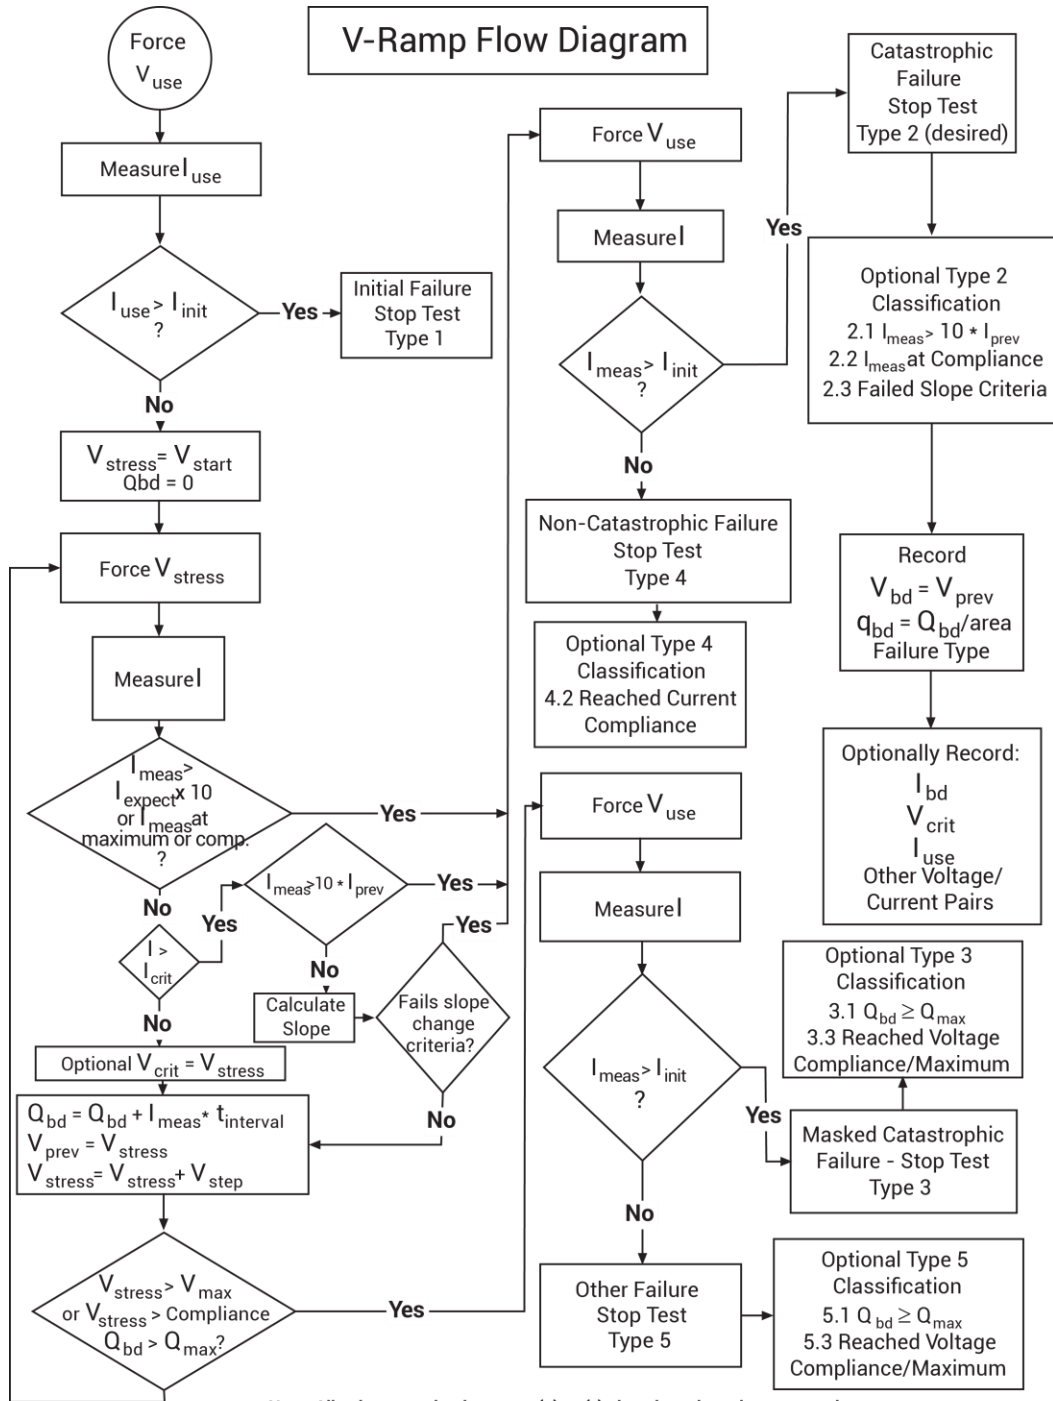 V-Ramp Flow Diagram
Force
V use
Measure I use
I use > I init
?
Yes
Initial Failure
Stop Test
Type 1
No
V stress = V start
Qbd = 0
Force V stress
Measure I
I meas >
I expect x 10
or I meas at
maximum or comp.
?
Yes
No
I >
I crit
Yes
I meas > 10 * I prev
Yes
No
Calculate
Slope
Fails slope
change
criteria?
Yes
No
No
Optional V crit = V stress
Q bd = Q bd + I meas * t interval
V prev = V stress
V stress = V stress + V step
V stress > V max
or V stress > Compliance
Q bd > Q max?
Yes
Force V use
Measure I
I meas > I init
?
Yes
No
Non-Catastrophic Failure
Stop Test
Type 4
Optional Type 4
Classification
4.2 Reached Current
Compliance
Catastrophic
Failure
Stop Test
Type 2 (desired)
Optional Type 2
Classification
2.1 I meas > 10 * I prev
2.2 I meas at Compliance
2.3 Failed Slope Criteria
Record
V bd = V prev
q bd = Q bd /area
Failure Type
Optionally Record:
I bd
V crit
I use
Other Voltage/
Current Pairs
Force V use
Measure I
I meas > I init
?
Yes
Masked Catastrophic
Failure - Stop Test
Type 3
Optional Type 3
Classification
3.1 Q bd ≥ Q max
3.3 Reached Voltage
Compliance/Maximum
No
Other Failure
Stop Test
Type 5
Optional Type 5
Classification
5.1 Q bd ≥ Q max
5.3 Reached Voltage
Compliance/Maximum